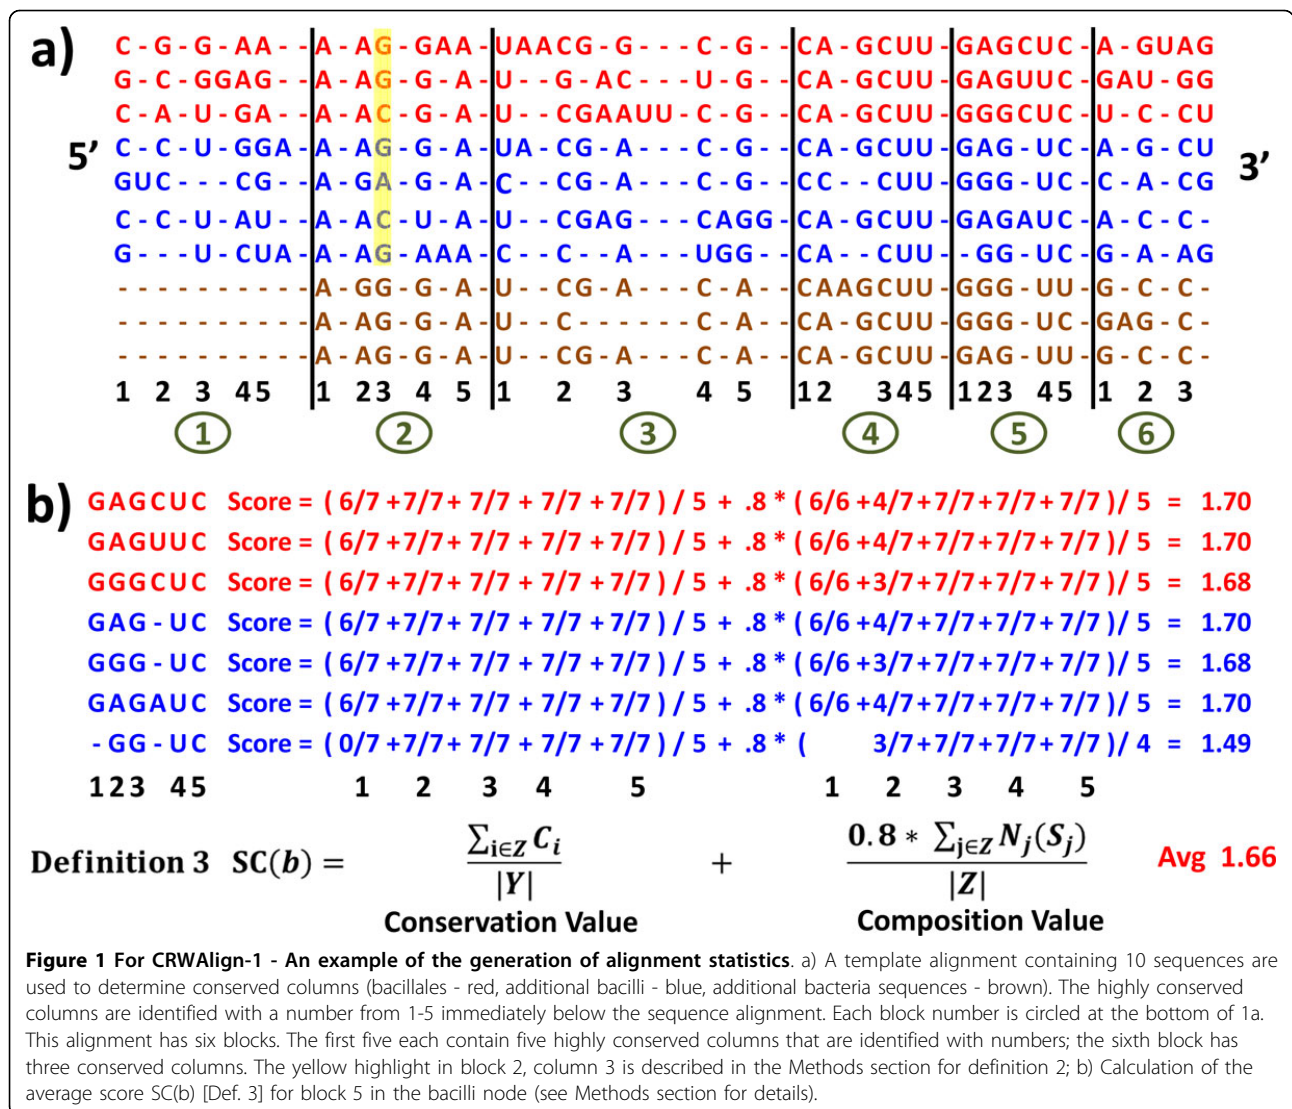 a)
C - G - G - AA - - A - AG - GAA - UAACG - G - - - C - G - - CA - GCUU - GAGCUC - A - GUAG
G - C - GGAG - - A - AG - G - A - U - - G - AC - - - U - G - - CA - GCUU - GAGUUC - GAU - GG
C - A - U - GA - - A - AC - G - A - U - - CGAAUU - C - G - - CA - GCUU - GGGCUC - U - C - CU
5’ C - C - U - GGA - A - AG - G - A - UA - CG - A - - - C - G - - CA - GCUU - GAG - UC - A - G - CU 3’
GUC - - - CG - - A - GA - G - A - C - - CG - A - - - C - G - - CC - - CUU - GGG - UC - C - A - CG
C - C - U - AU - - A - AC - U - A - U - - CGAG - - - CAGG - CA - GCUU - GAGAUC - A - C - C -
G - - - U - CUA - A - AG - AAA - C - - C - - A - - - UGG - CA - - CUU - - GG - UC - G - A - AG
- - - - - - - - - - A - GG - G - A - U - - CG - A - - - C - A - - CAAGCUU - GGG - UU - G - C - C -
- - - - - - - - - - A - AG - G - A - U - - C - - - - - - C - A - - CA - GCUU - GGG - UC - GAG - C -
- - - - - - - - - - A - AG - G - A - U - - CG - A - - - C - A - - CA - GCUU - GAG - UU - G - C - C -
1 2 3 4 5 1 2 3 4 5 1 2 3 4 5 1 2 3 4 5 1 2 3 4 5 1 2 3
1 2 3 4 5 6
b) GAGCUC Score = ( 6/7 +7/7+ 7/7 + 7/7 + 7/7 ) / 5 + .8 * ( 6/6 +4/7+7/7+7/7+ 7/7 )/ 5 = 1.70
GAGUUC Score = ( 6/7 +7/7+ 7/7 + 7/7 + 7/7 ) / 5 + .8 * ( 6/6 +4/7+7/7+7/7+ 7/7 )/ 5 = 1.70
GGGCUC Score = ( 6/7 +7/7+ 7/7 + 7/7 + 7/7 ) / 5 + .8 * ( 6/6 +3/7+7/7+7/7+ 7/7 )/ 5 = 1.68
GAG - UC Score = ( 6/7 +7/7+ 7/7 + 7/7 + 7/7 ) / 5 + .8 * ( 6/6 +4/7+7/7+7/7+ 7/7 )/ 5 = 1.70
GGG - UC Score = ( 6/7 +7/7+ 7/7 + 7/7 + 7/7 ) / 5 + .8 * ( 6/6 +3/7+7/7+7/7+ 7/7 )/ 5 = 1.68
GAGAUC Score = ( 6/7 +7/7+ 7/7 + 7/7 + 7/7 ) / 5 + .8 * ( 6/6 +4/7+7/7+7/7+ 7/7 )/ 5 = 1.70
- GG - UC Score = ( 0/7 +7/7+ 7/7 + 7/7 + 7/7 ) / 5 + .8 * ( 3/7+7/7+7/7+ 7/7 )/ 4 = 1.49
1 2 3 4 5 1 2 3 4 5 1 2 3 4 5
Definition 3 SC(b) = ∑i∈Z Ci / |Y| + 0.8 * ∑j∈Z Nj(Sj) / |Z| Avg 1.66
Conservation Value Composition Value
Figure 1 For CRWAlign-1 - An example of the generation of alignment statistics. a) A template alignment containing 10 sequences are
used to determine conserved columns (bacillales - red, additional bacilli - blue, additional bacteria sequences - brown). The highly conserved
columns are identified with a number from 1-5 immediately below the sequence alignment. Each block number is circled at the bottom of 1a.
This alignment has six blocks. The first five each contain five highly conserved columns that are identified with numbers; the sixth block has
three conserved columns. The yellow highlight in block 2, column 3 is described in the Methods section for definition 2; b) Calculation of the
average score SC(b) [Def. 3] for block 5 in the bacilli node (see Methods section for details).